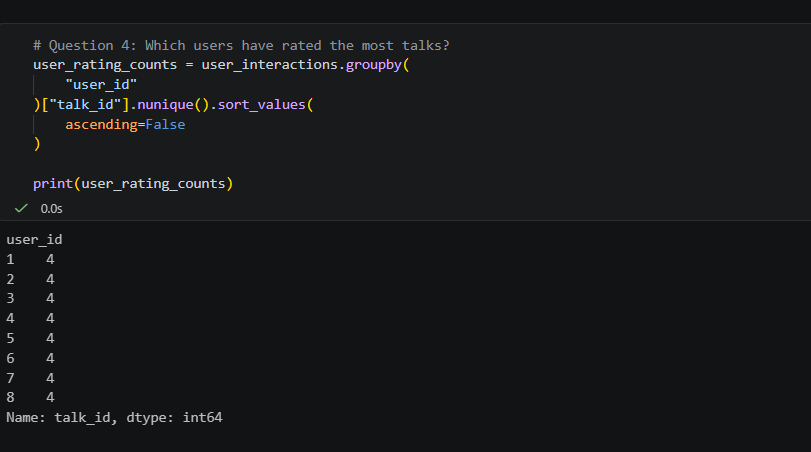 # Question 4: Which users have rated the most talks?
user_rating_counts = user_interactions.groupby(
    "user_id"
)["talk_id"].nunique().sort_values(
    ascending=False
)
print(user_rating_counts)
0.0s
user_id
1    4
2    4
3    4
4    4
5    4
6    4
7    4
8    4
Name: talk_id, dtype: int64